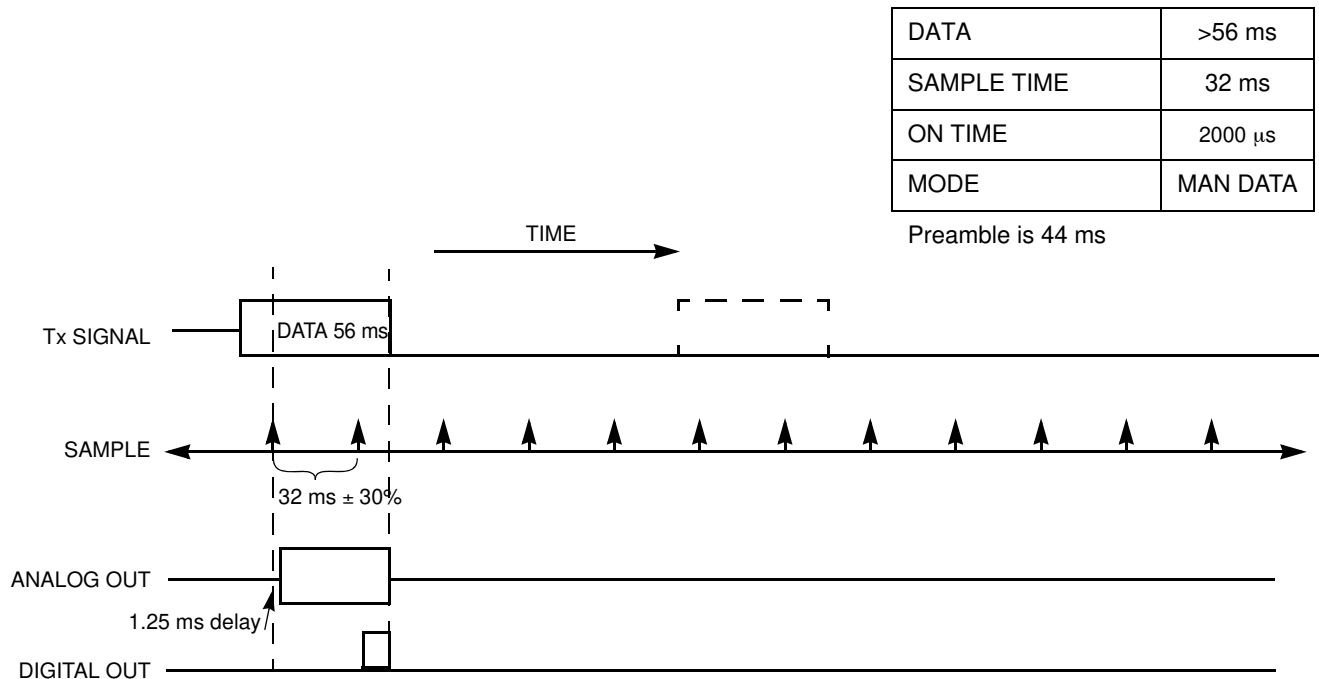 DATA >56 ms
SAMPLE TIME 32 ms
ON TIME 2000 μs
MODE MAN DATA
Preamble is 44 ms
TIME
Tx SIGNAL
DATA 56 ms
SAMPLE
32 ms ± 30%
ANALOG OUT
1.25 ms delay
DIGITAL OUT